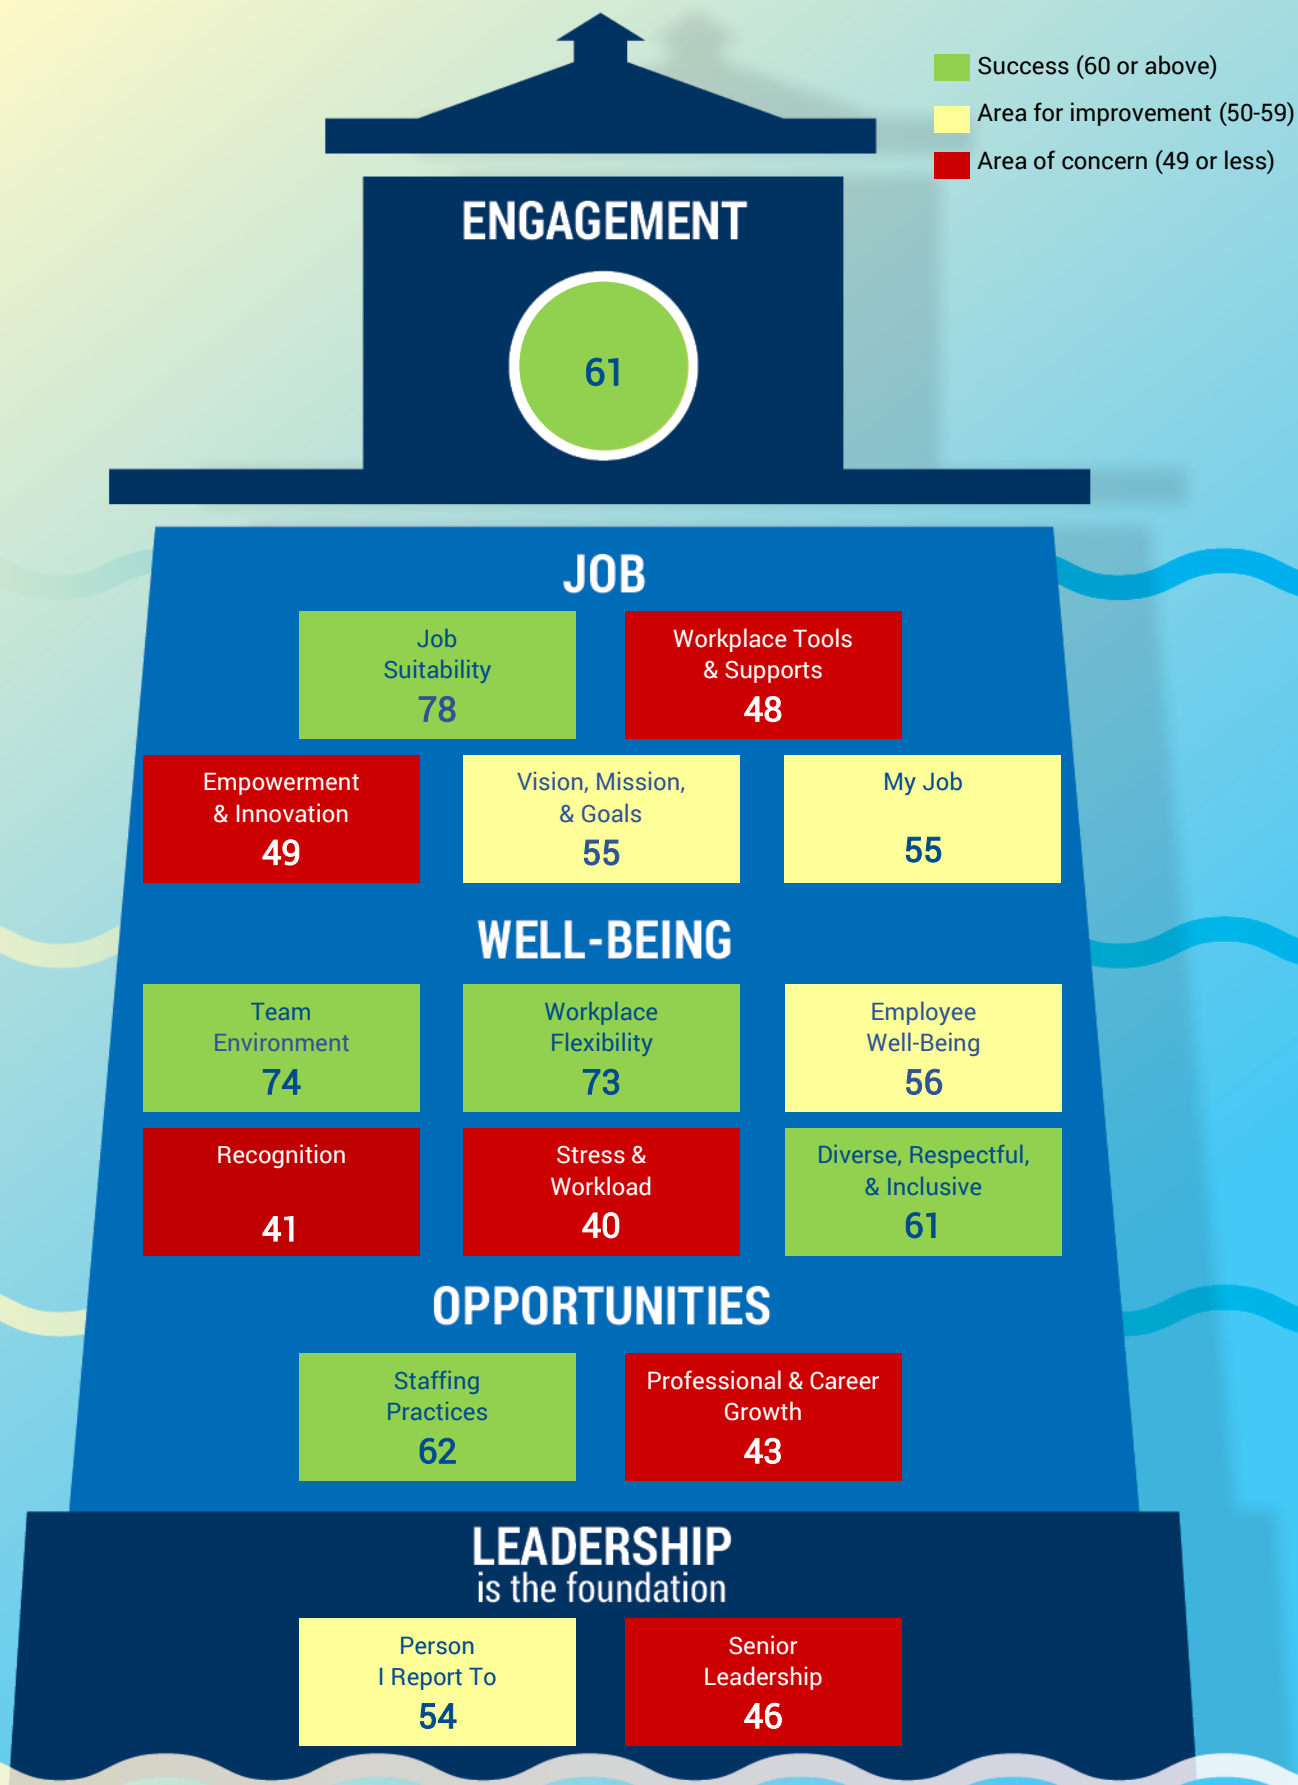 Success (60 or above)
Area for improvement (50-59)
Area of concern (49 or less)
ENGAGEMENT
61
JOB
Job
Suitability
78
Workplace Tools
& Supports
48
Empowerment
& Innovation
49
Vision, Mission,
& Goals
55
My Job
55
WELL-BEING
Team
Environment
74
Workplace
Flexibility
73
Employee
Well-Being
56
Recognition
41
Stress &
Workload
40
Diverse, Respectful,
& Inclusive
61
OPPORTUNITIES
Staffing
Practices
62
Professional & Career
Growth
43
LEADERSHIP
is the foundation
Person
I Report To
54
Senior
Leadership
46